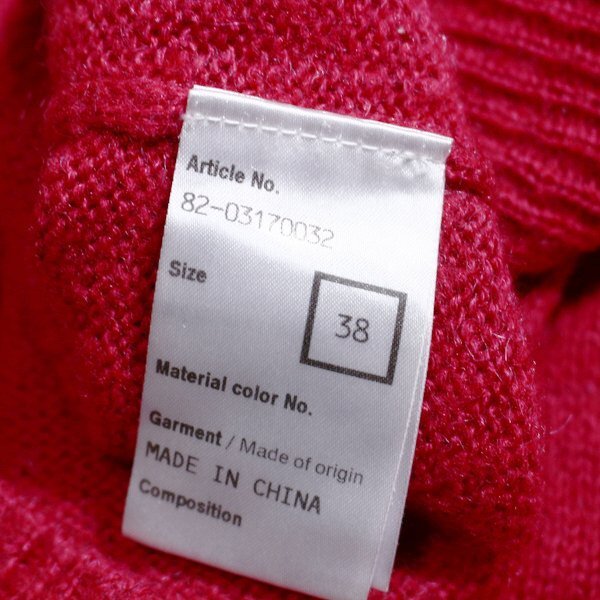 Article No.
82-03170032
Size
38
Material color No.
Garment / Made of origin
MADE IN CHINA
Composition